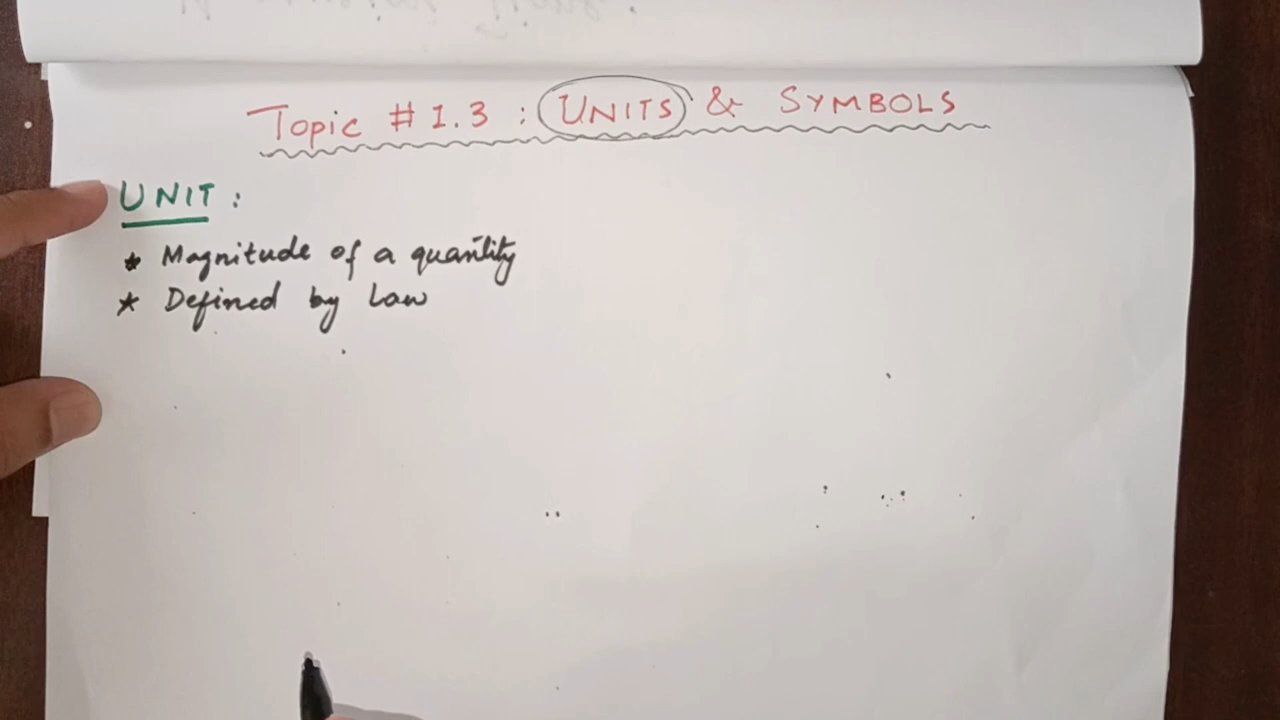 Topic # 1.3 : UNITS & SYMBOLS
UNIT :
* Magnitude of a quantity
* Defined by Law